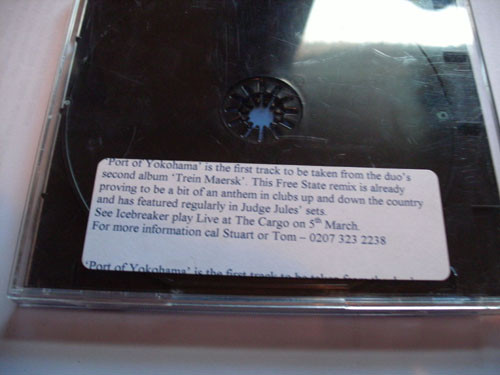 'Port of Yokohama' is the first track to be taken from the duo's
second album 'Trein Maersk'. This Free State remix is already
proving to be a bit of an anthem in clubs up and down the country
and has featured regularly in Judge Jules' sets.
See Icebreaker play Live at The Cargo on 5th March.
For more information cal Stuart or Tom – 0207 323 2238
'Port of Yokohama' is the first track to be taken from the duo's